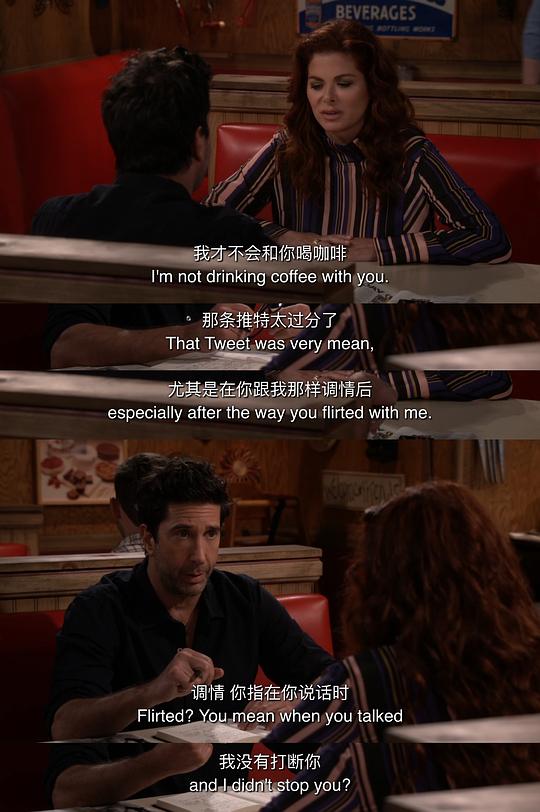 BEVERAGES
BOTTLING WORKS
我才不会和你喝咖啡
I'm not drinking coffee with you.
那条推特太过分了
That Tweet was very mean,
尤其是在你跟我那样调情后
especially after the way you flirted with me.
调情 你指在你说话时
Flirted? You mean when you talked
我没有打断你
and I didn't stop you?